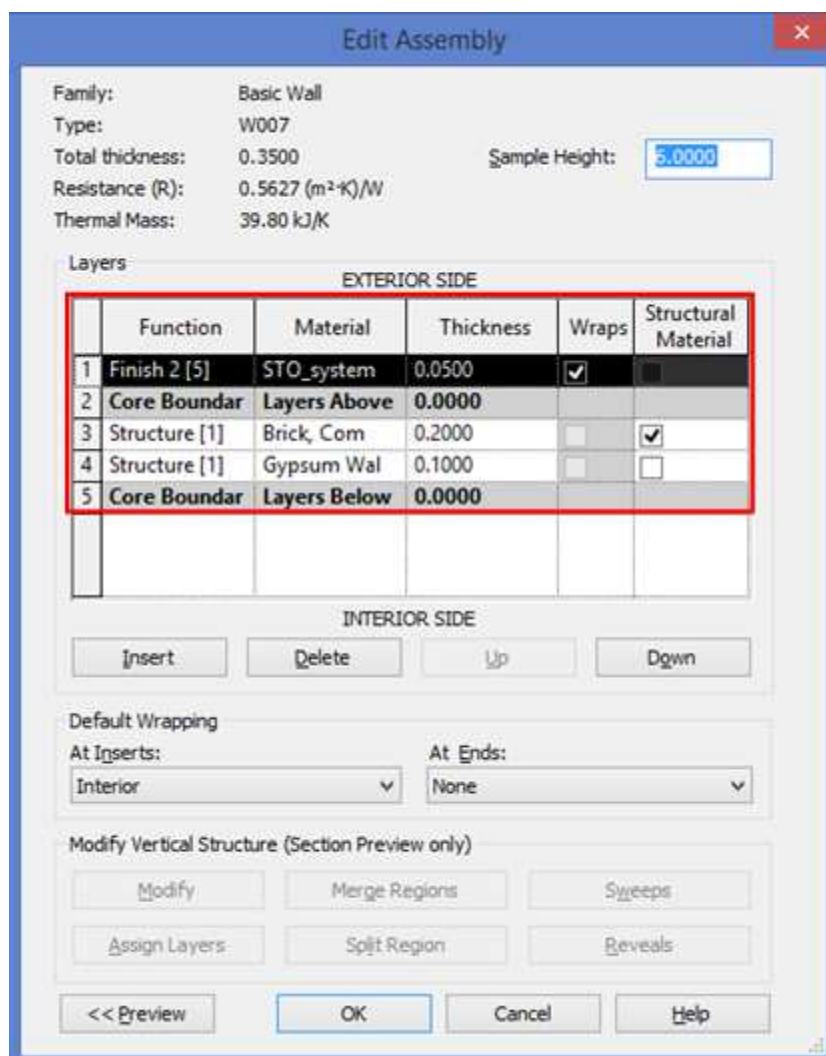 Edit Assembly
Family: Basic Wall
Type: W007
Total thickness: 0.3500 Sample Height: 6.0000
Resistance (R): 0.5627 (m²·K)/W
Thermal Mass: 39.80 kJ/K
Layers
EXTERIOR SIDE
Function Material Thickness Wraps Structural Material
1 Finish 2 [5] STO_system 0.0500
2 Core Boundar Layers Above 0.0000
3 Structure [1] Brick, Com 0.2000
4 Structure [1] Gypsum Wal 0.1000
5 Core Boundar Layers Below 0.0000
INTERIOR SIDE
Insert Delete Up Down
Default Wrapping
At Inserts: At Ends:
Interior None
Modify Vertical Structure (Section Preview only)
Modify Merge Regions Sweeps
Assign Layers Split Region Reveals
<< Preview OK Cancel Help